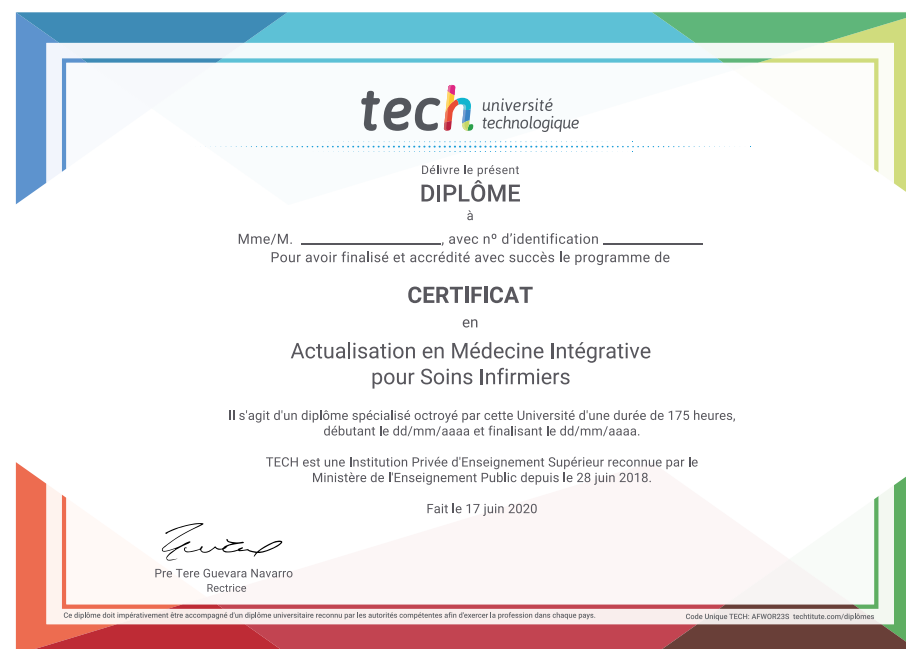 tech université
technologique
Délivre le présent
DIPLÔME
à
Mme/M. ____________________, avec nº d'identification ______________
Pour avoir finalisé et accrédité avec succès le programme de
CERTIFICAT
en
Actualisation en Médecine Intégrative
pour Soins Infirmiers
Il s'agit d'un diplôme spécialisé octroyé par cette Université d'une durée de 175 heures,
débutant le dd/mm/aaaa et finalisant le dd/mm/aaaa.
TECH est une Institution Privée d'Enseignement Supérieur reconnue par le
Ministère de l'Enseignement Public depuis le 28 juin 2018.
Fait le 17 juin 2020
Pre Tere Guevara Navarro
Rectrice
Ce diplôme doit impérativement être accompagné d'un diplôme universitaire reconnu par les autorités compétentes afin d'exercer la profession dans chaque pays.
Code Unique TECH: AFWOR23S techtitute.com/diplômes